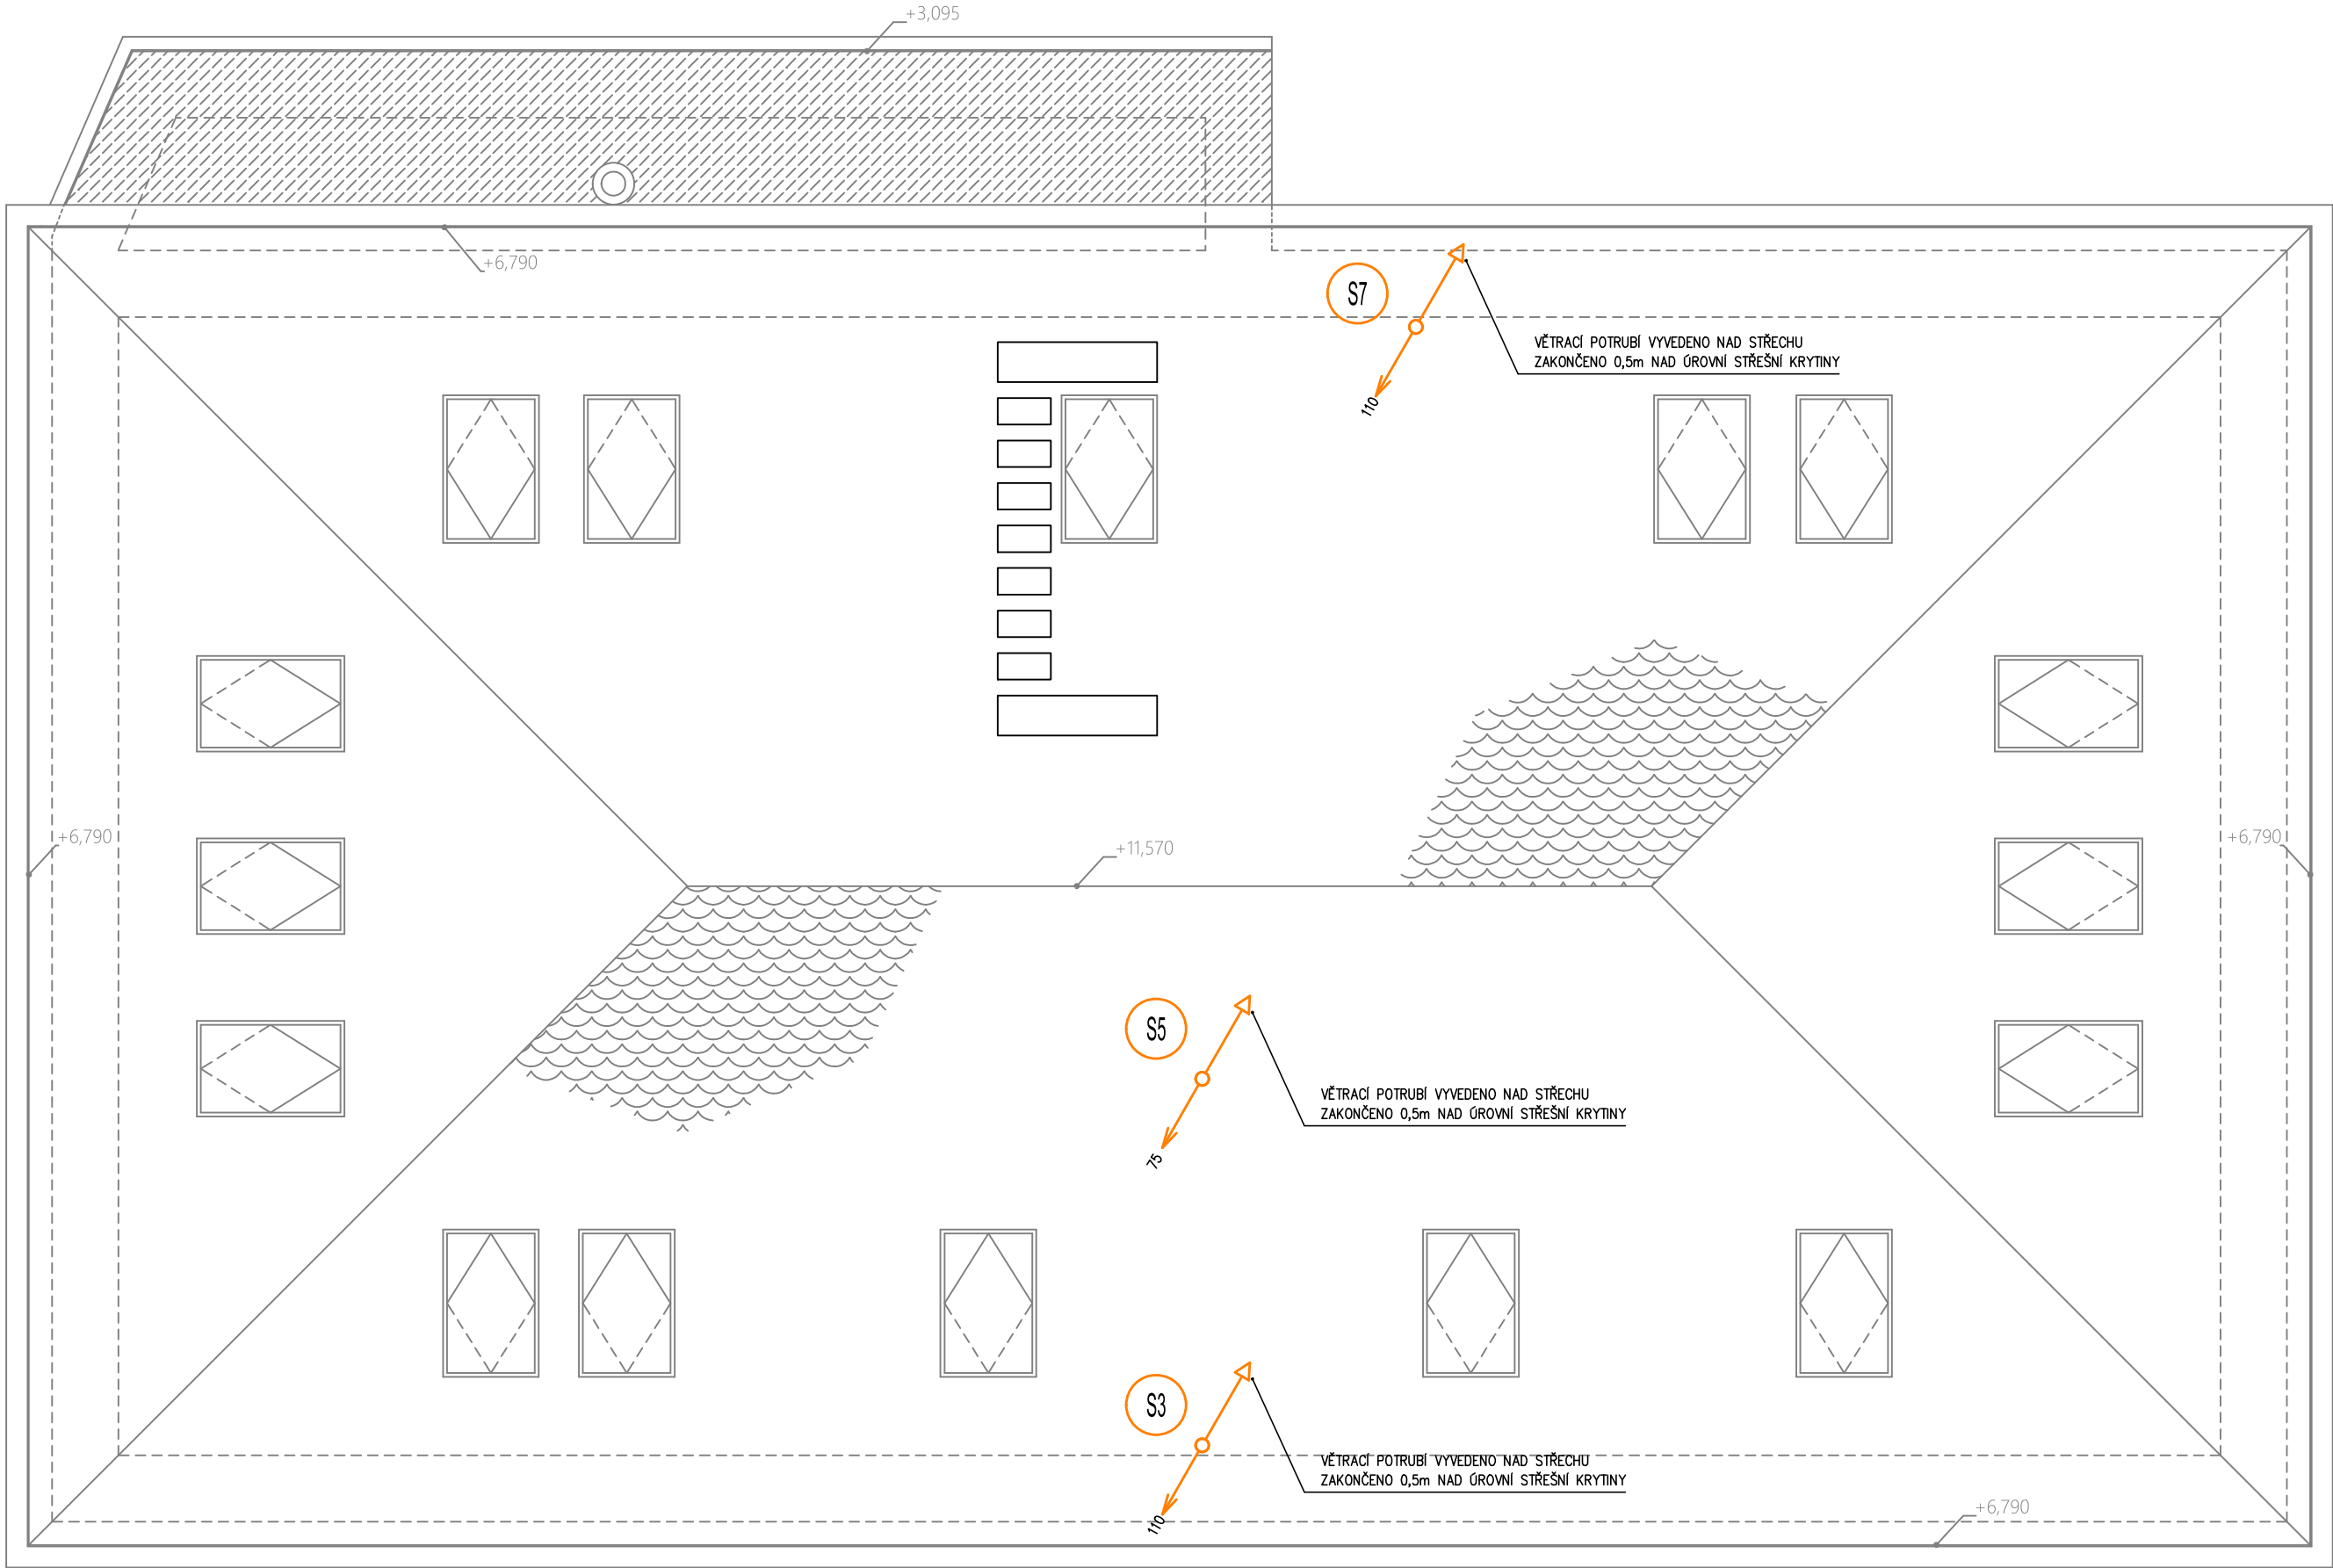 +3,095
+6,790
S7
VĚTRACÍ POTRUBÍ VYVEDENO NAD STŘECHU
ZAKONČENO 0,5m NAD ÚROVNÍ STŘEŠNÍ KRYTINY
110
+6,790
+11,570
+6,790
S5
VĚTRACÍ POTRUBÍ VYVEDENO NAD STŘECHU
ZAKONČENO 0,5m NAD ÚROVNÍ STŘEŠNÍ KRYTINY
75
S3
VĚTRACÍ POTRUBÍ VYVEDENO NAD STŘECHU
ZAKONČENO 0,5m NAD ÚROVNÍ STŘEŠNÍ KRYTINY
110
+6,790